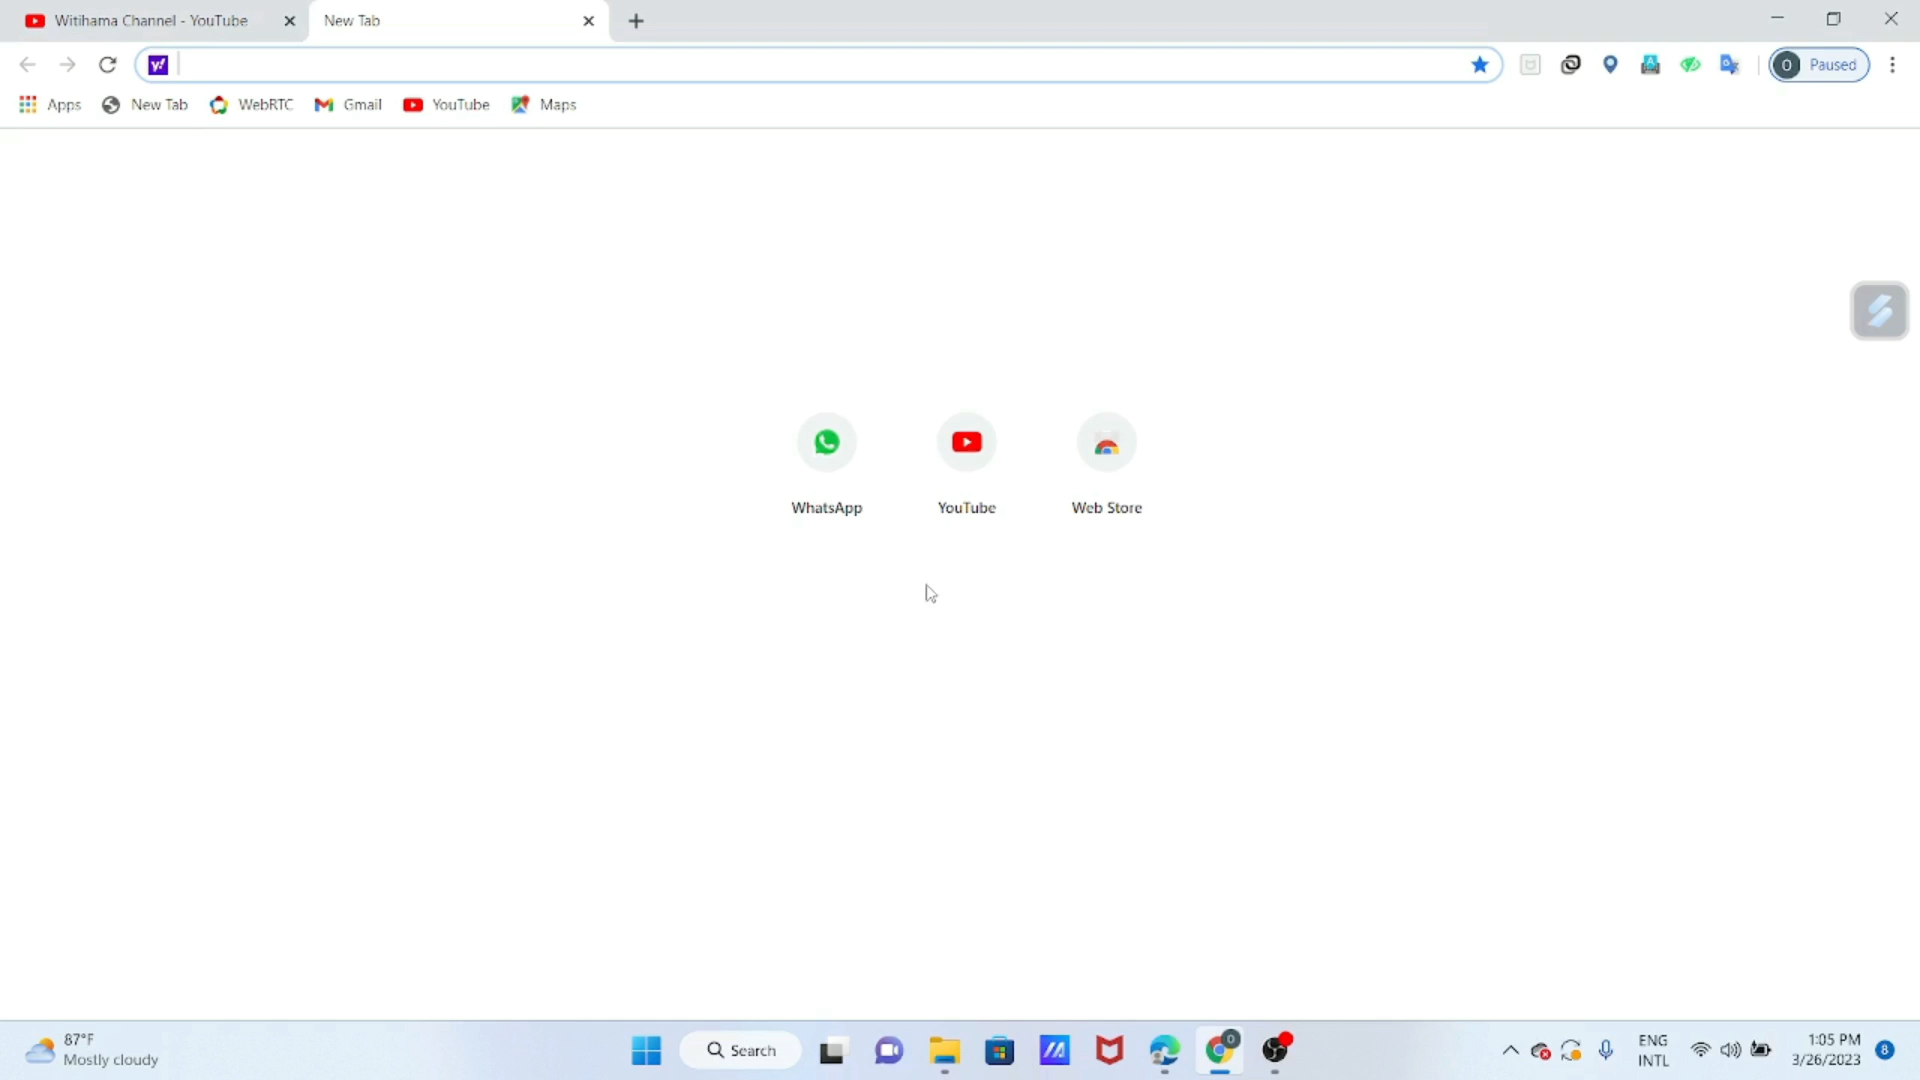 Witihama Channel - YouTube
New Tab
y!
O Paused
Apps
New Tab
WebRTC
Gmail
YouTube
Maps
WhatsApp
YouTube
Web Store
87°F
Mostly cloudy
Search
O
ENG
INTL
1:05 PM
3/26/2023
8